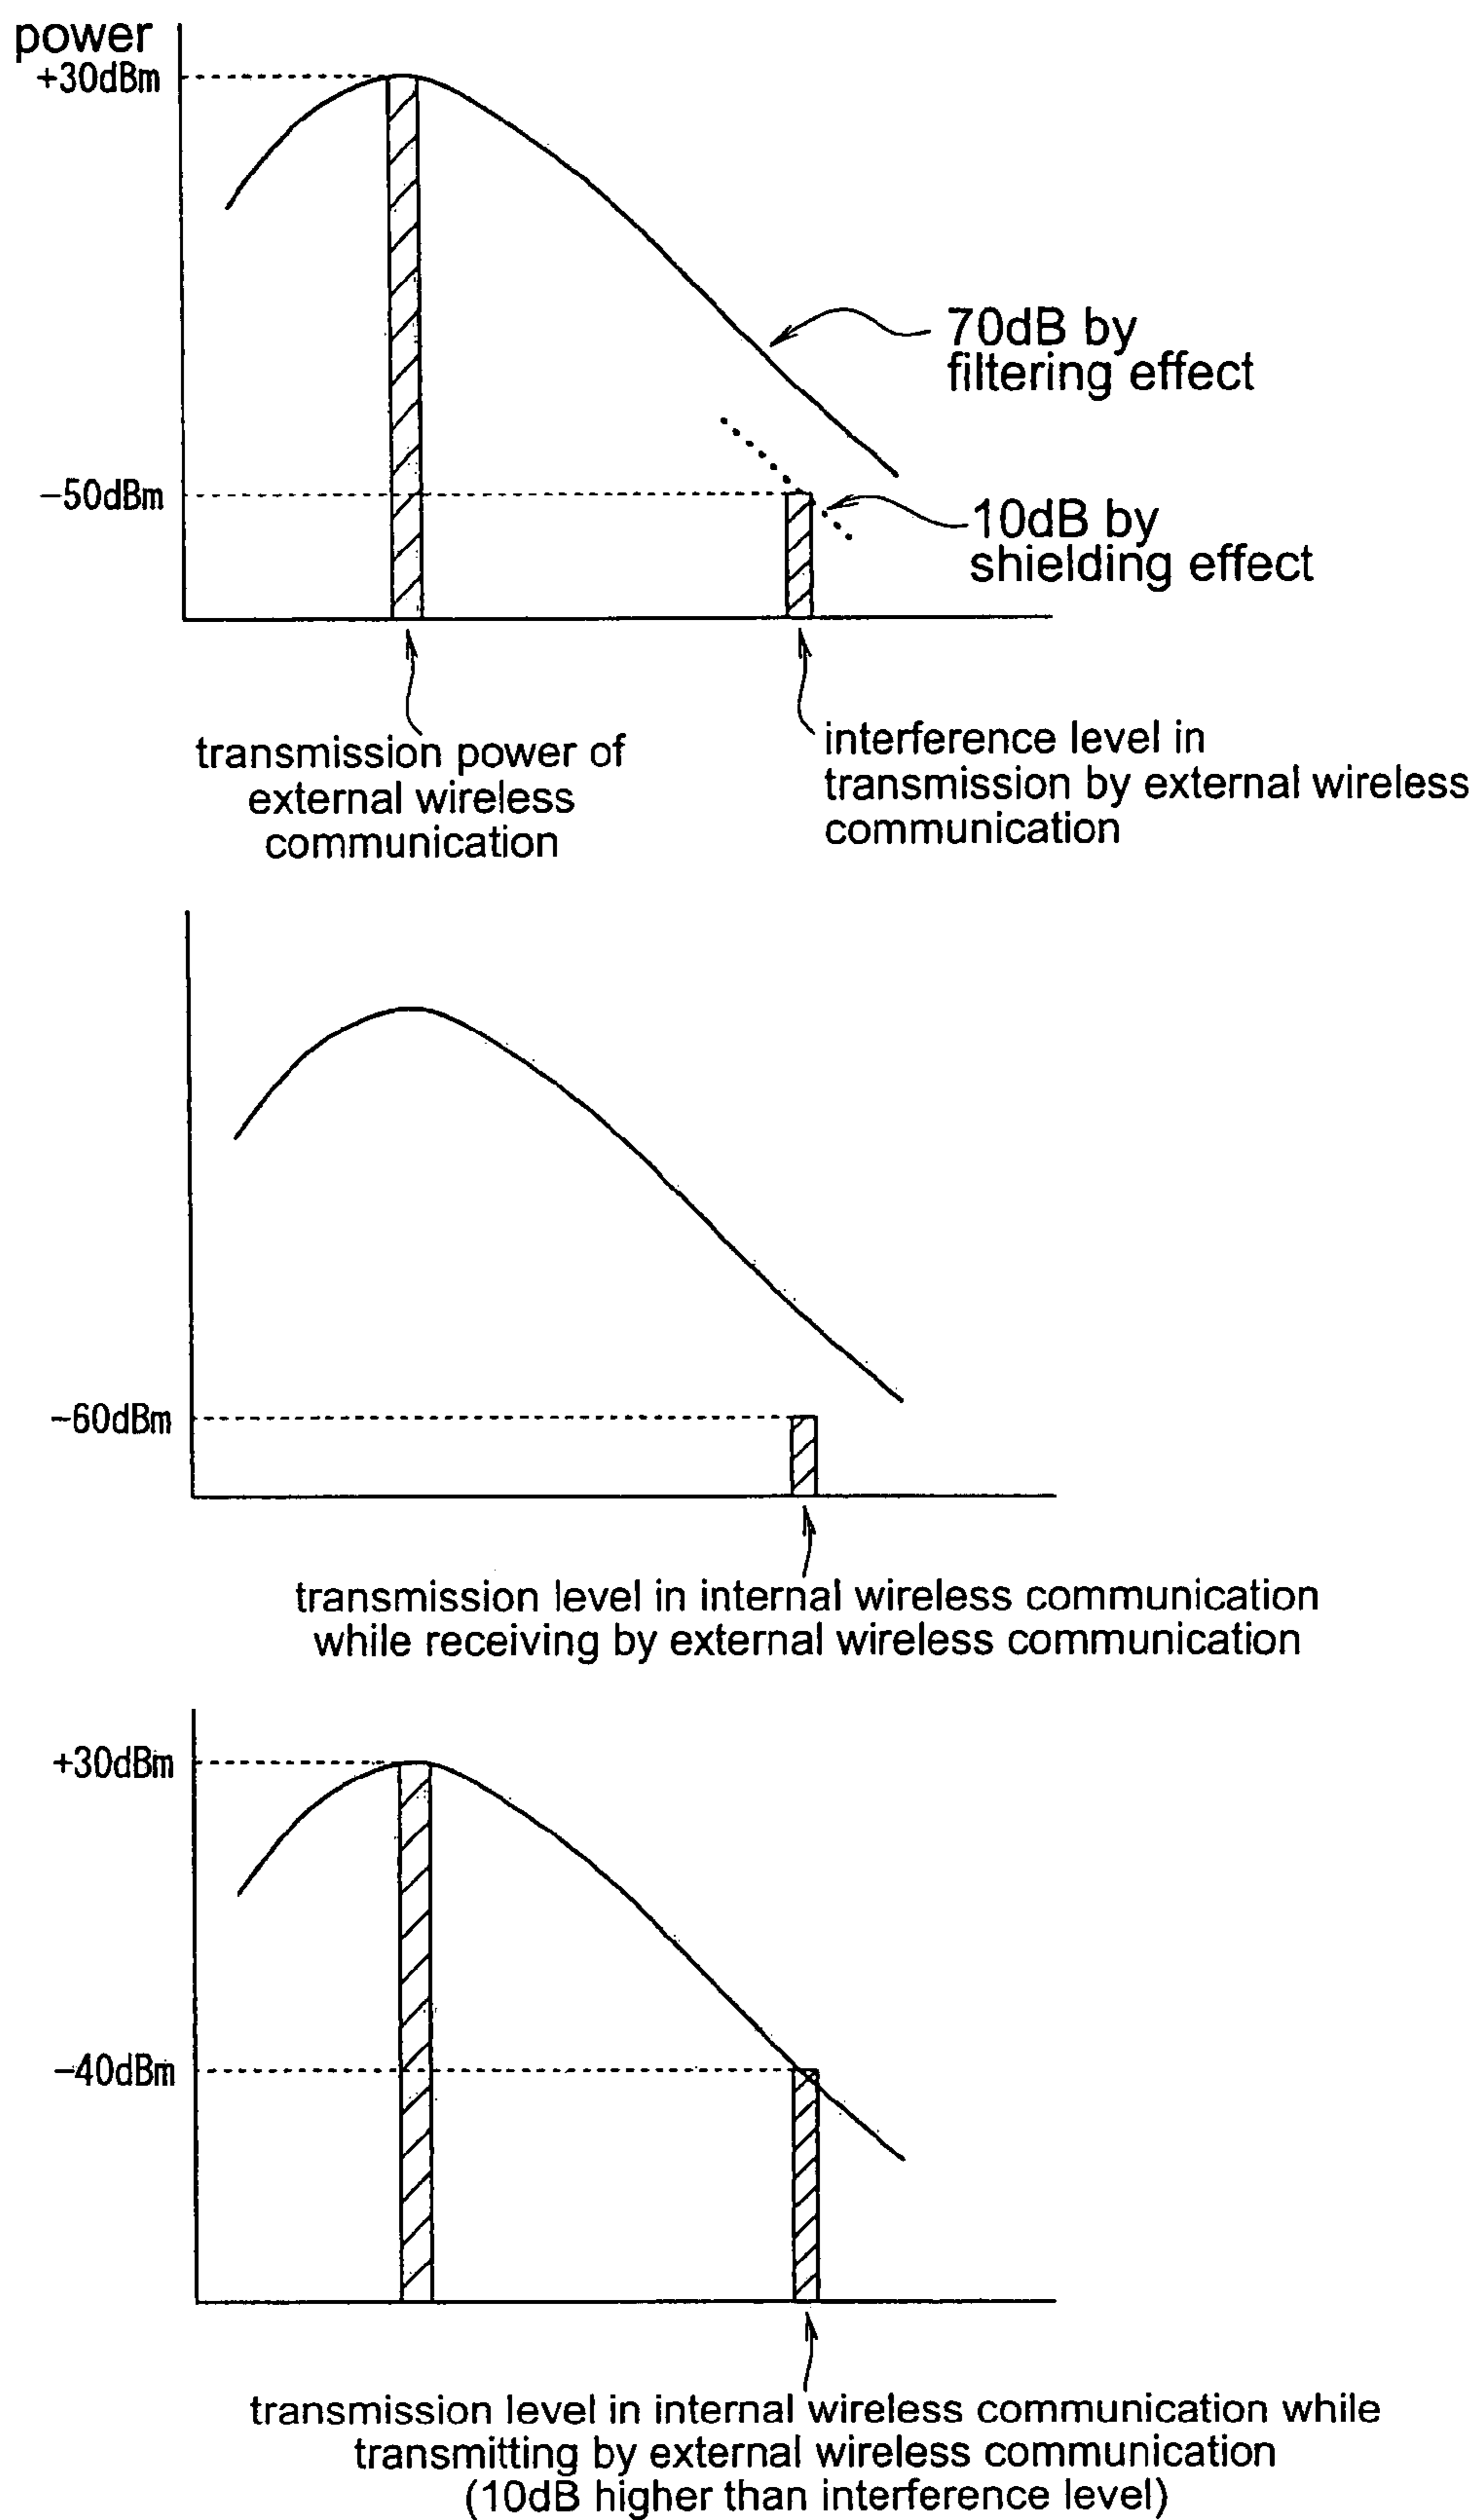 power
+30dBm
70dB by
filtering effect
−50dBm
10dB by
shielding effect
transmission power of
external wireless
communication
interference level in
transmission by external wireless
communication
−60dBm
transmission level in internal wireless communication
while receiving by external wireless communication
+30dBm
−40dBm
transmission level in internal wireless communication while
transmitting by external wireless communication
(10dB higher than interference level)